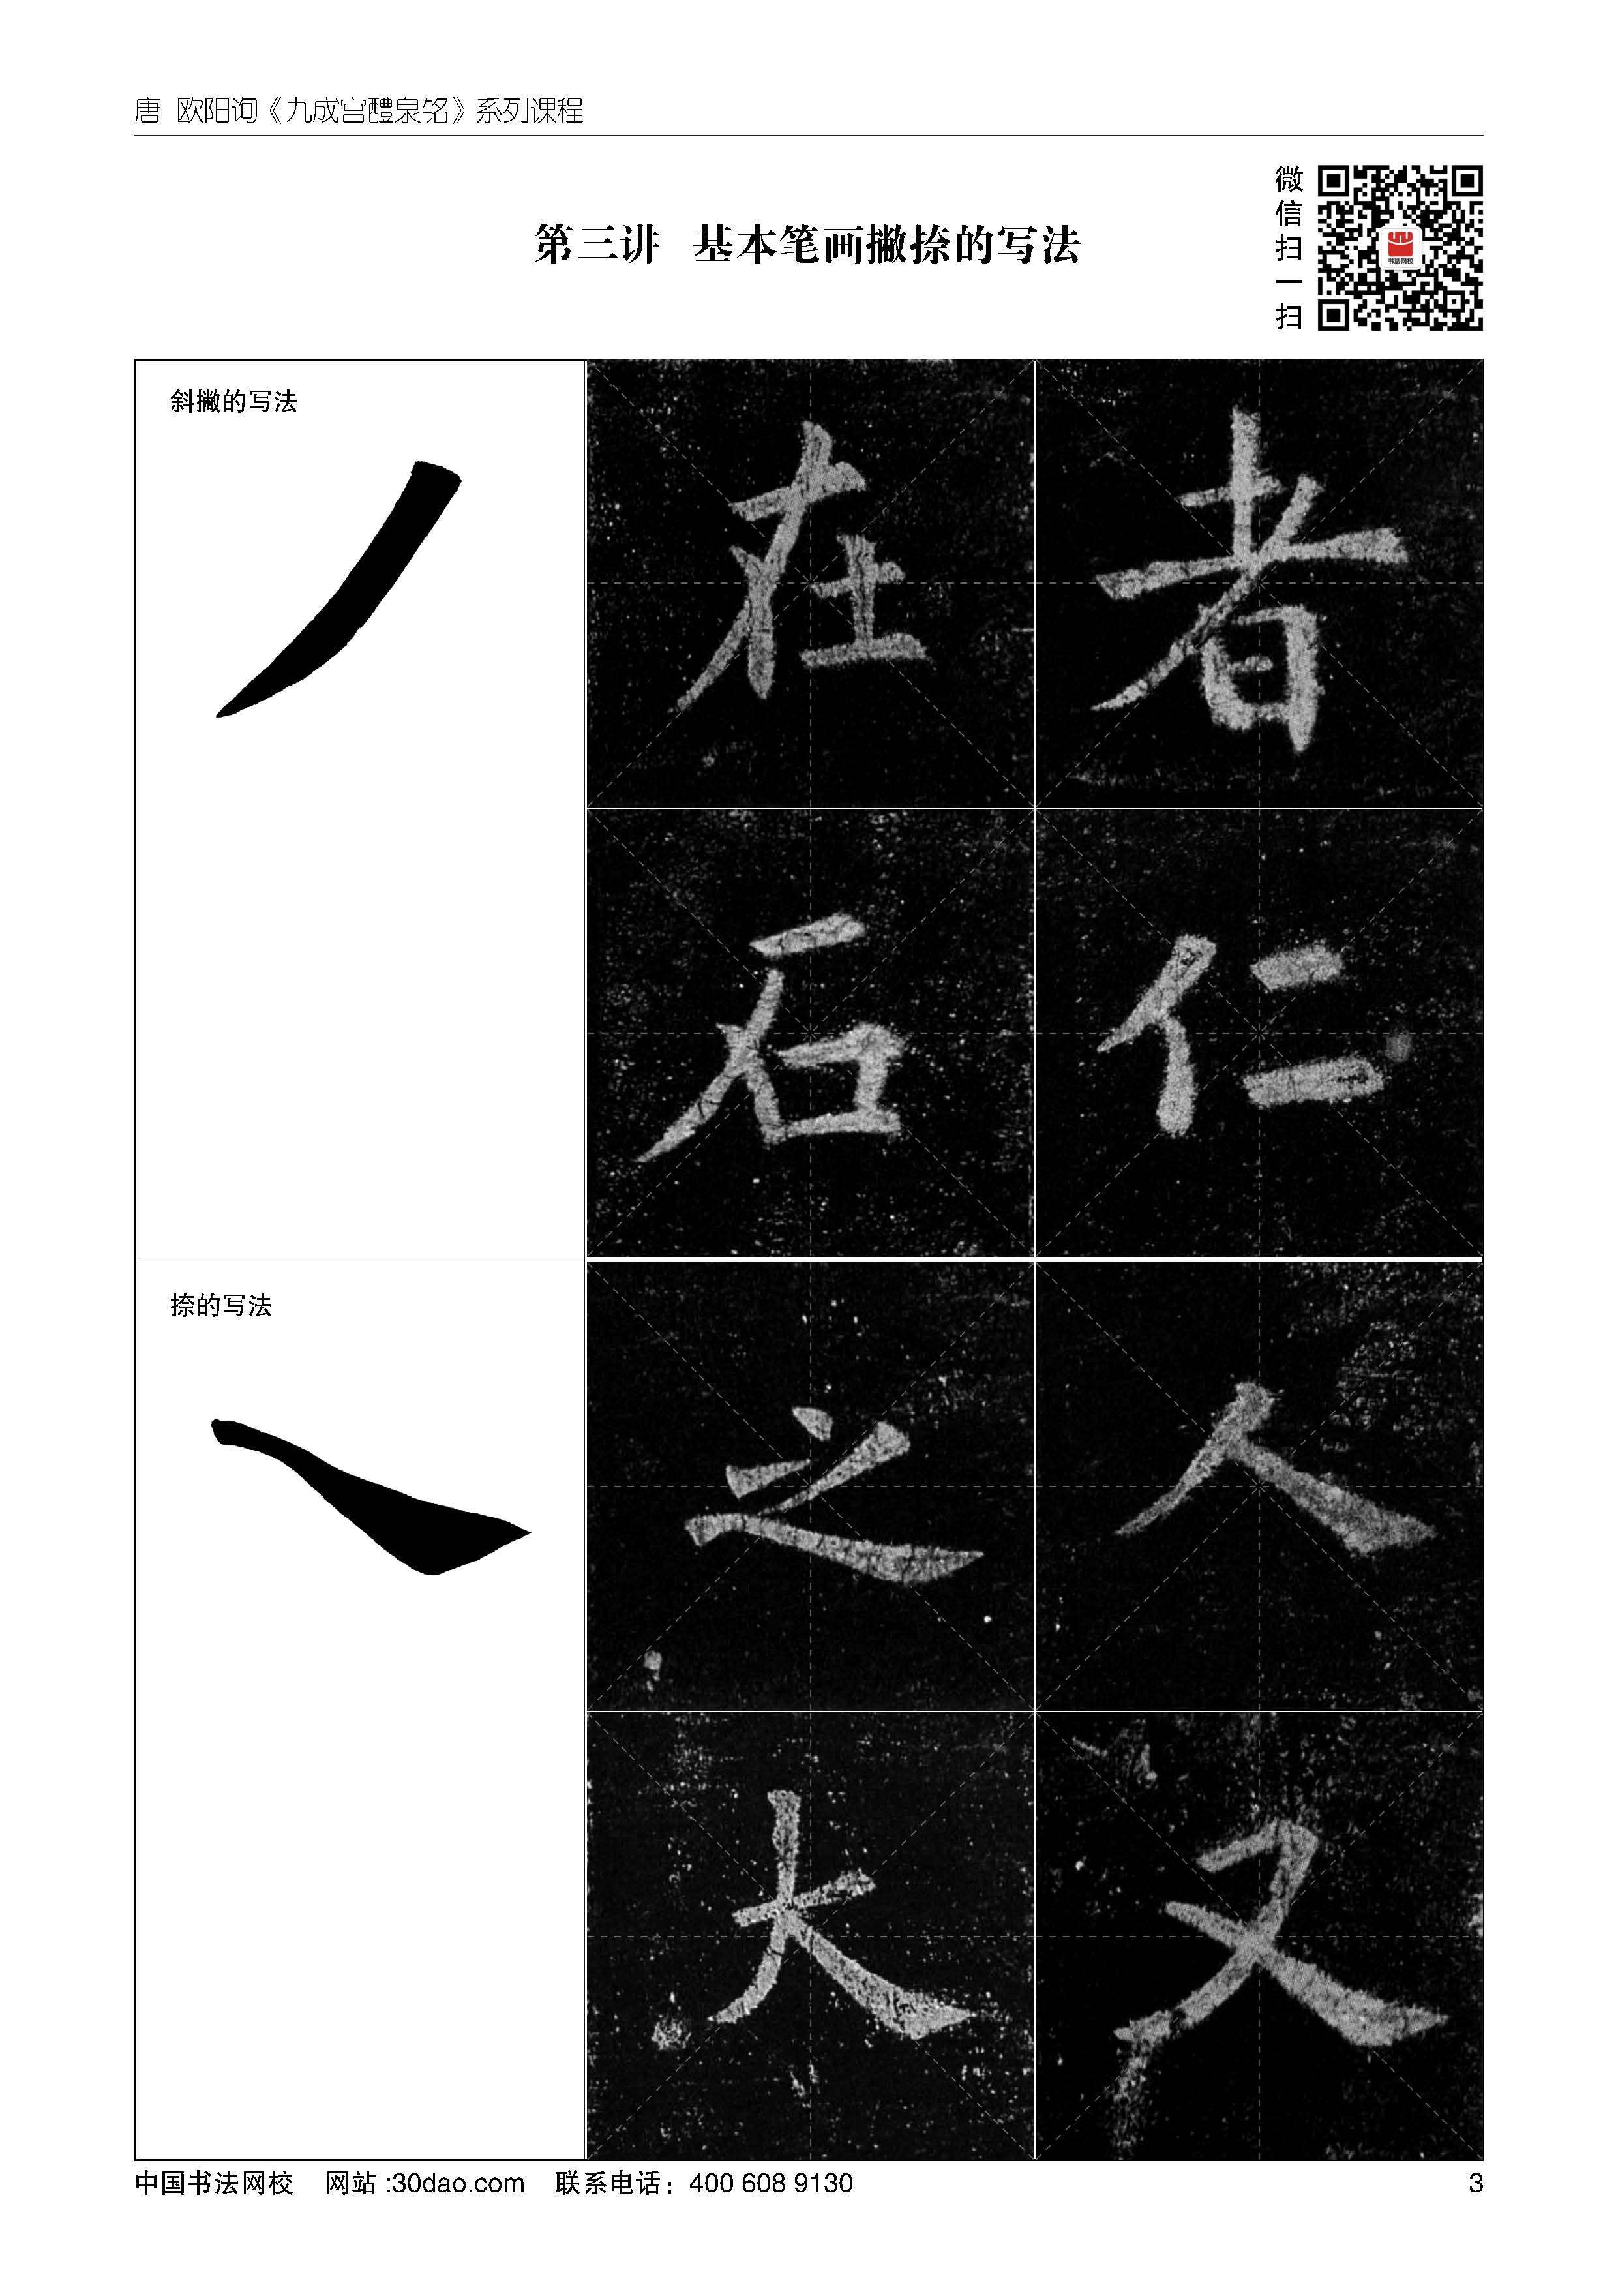 唐 欧阳询《九成宫醴泉铭》系列课程
微信扫一扫
书法网校
第三讲 基本笔画撇捺的写法
斜撇的写法
在 者
石 仁
捺的写法
之 人
大 又
中国书法网校 网站:30dao.com 联系电话：400 608 9130 3